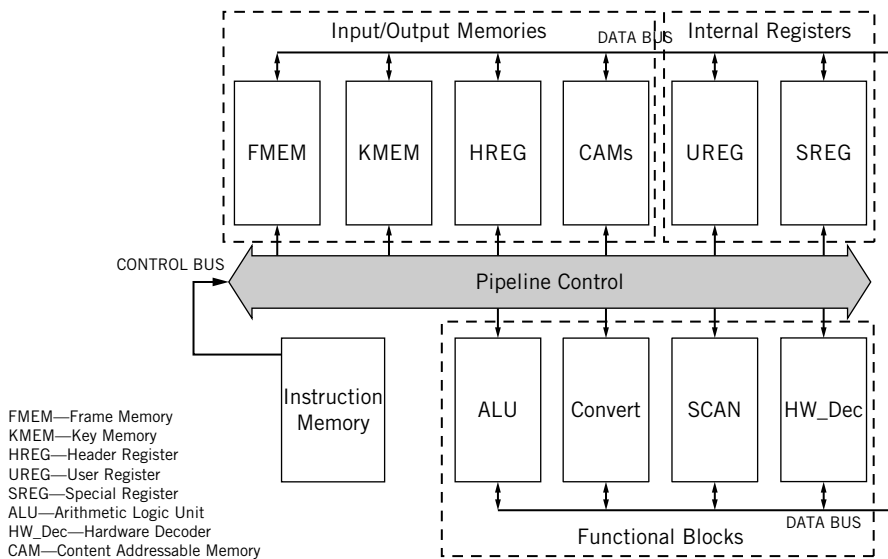 Input/Output Memories
DATA BUS
Internal Registers
FMEM
KMEM
HREG
CAMs
UREG
SREG
CONTROL BUS
Pipeline Control
Instruction
Memory
ALU
Convert
SCAN
HW_Dec
FMEM—Frame Memory
KMEM—Key Memory
HREG—Header Register
UREG—User Register
SREG—Special Register
ALU—Arithmetic Logic Unit
HW_Dec—Hardware Decoder
CAM—Content Addressable Memory
DATA BUS
Functional Blocks